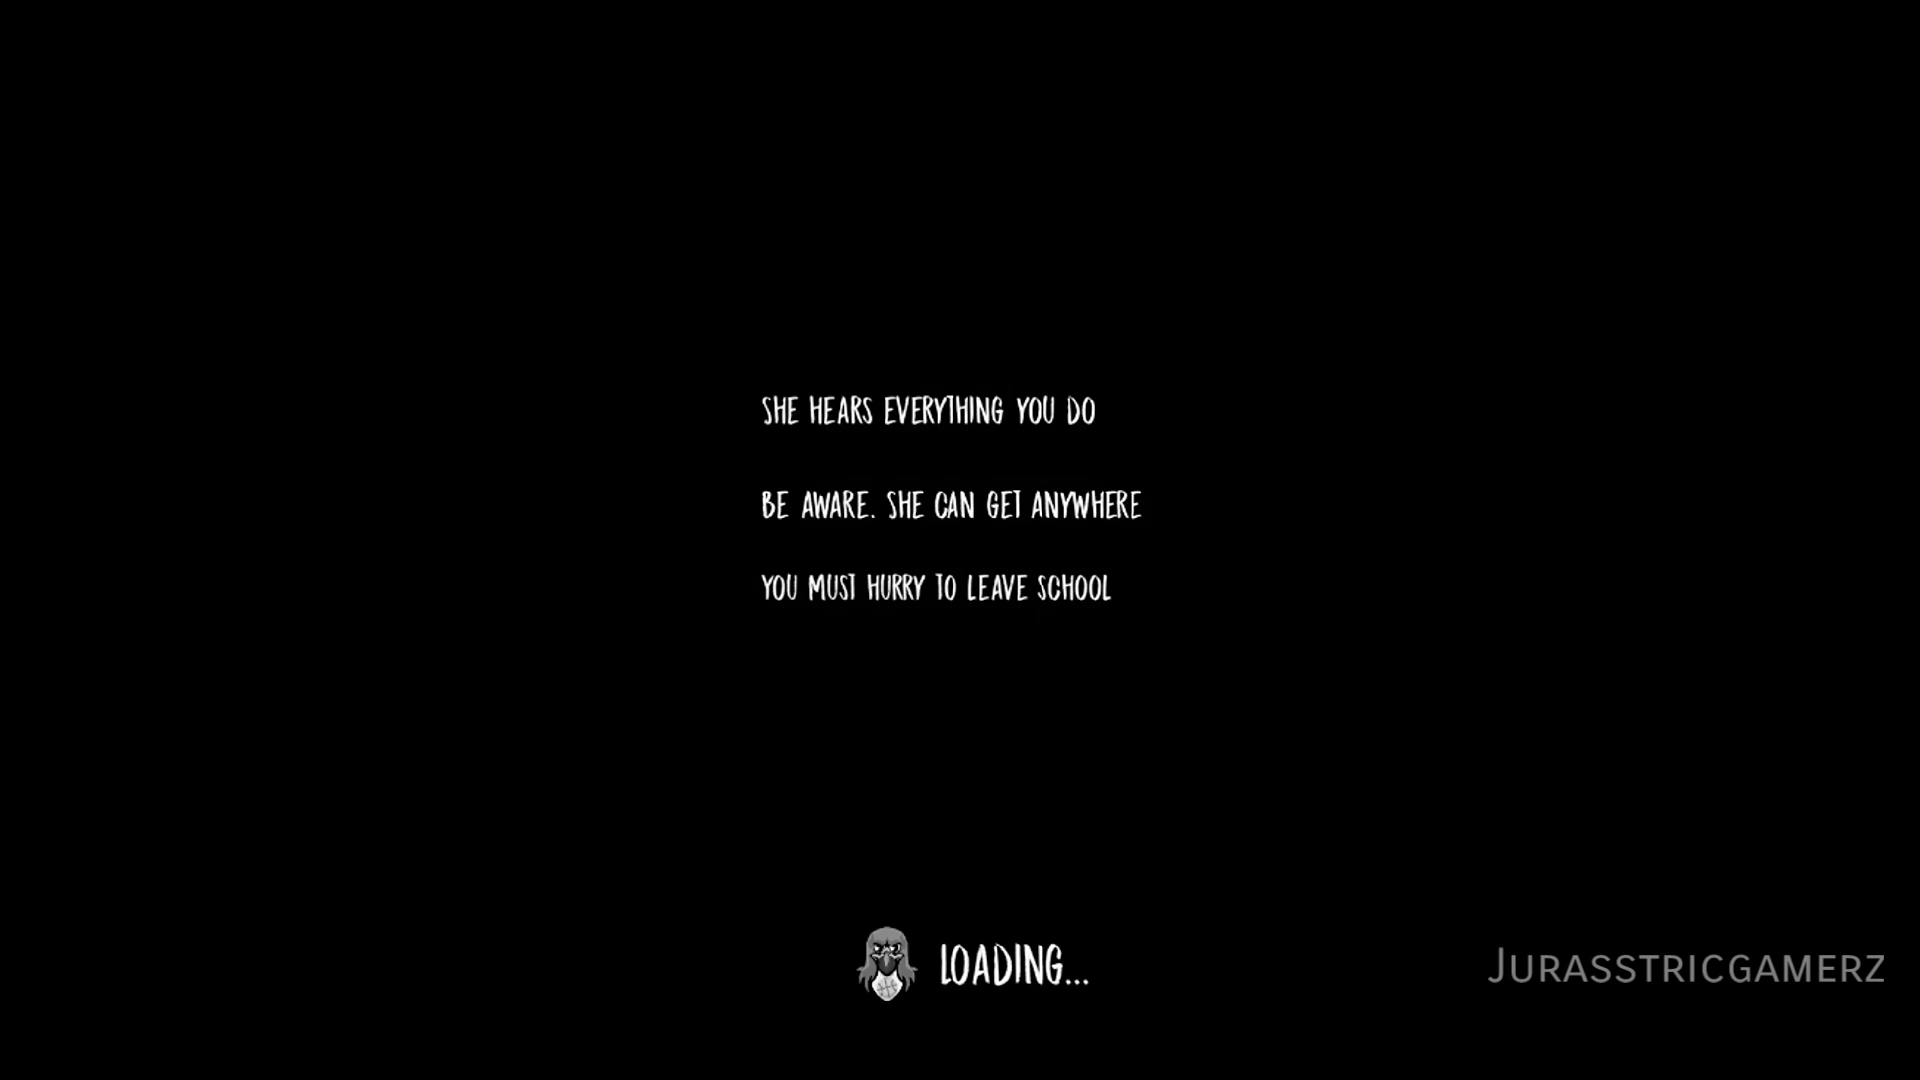 SHE HEARS EVERYTHING YOU DO
BE AWARE. SHE CAN GET ANYWHERE
YOU MUST HURRY TO LEAVE SCHOOL
LOADING...
JURASSTRICGAMERZ